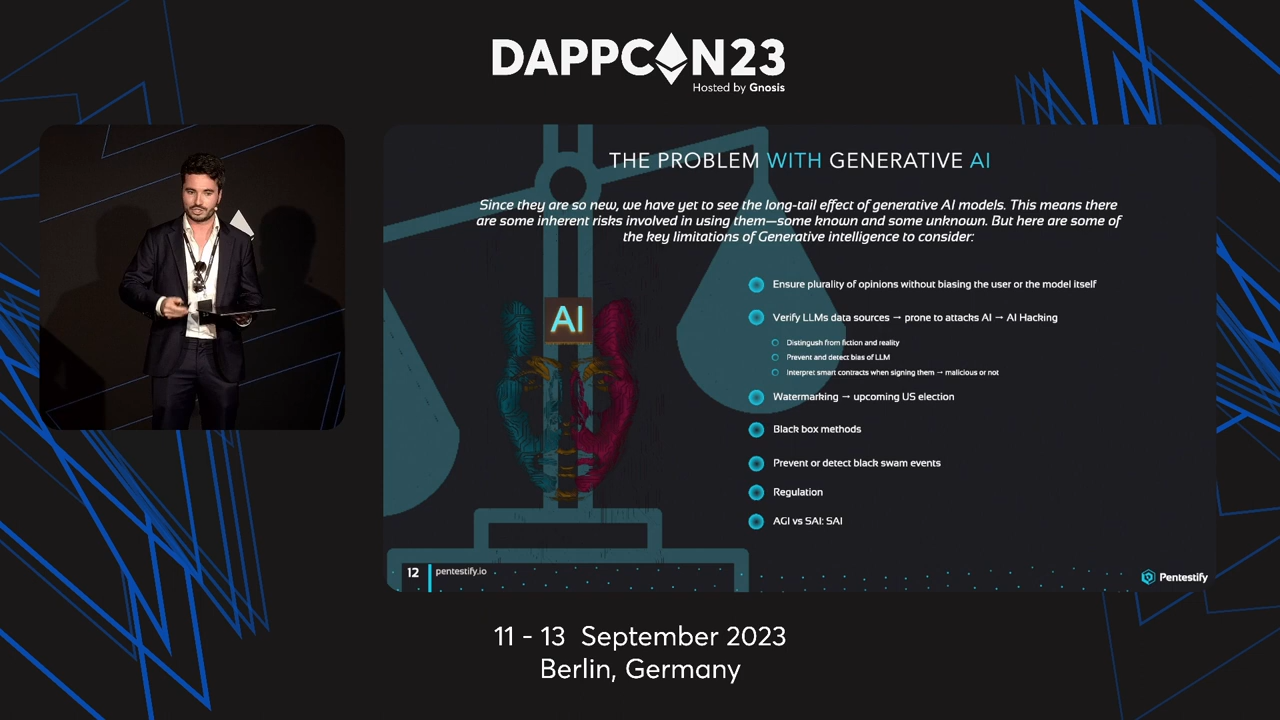 DAPPCON23
Hosted by Gnosis
THE PROBLEM WITH GENERATIVE AI
Since they are so new, we have yet to see the long-tail effect of generative AI models. This means there
are some inherent risks involved in using them—some known and some unknown. But here are some of
the key limitations of Generative intelligence to consider:
Ensure plurality of opinions without biasing the user or the model itself
Verify LLMs data sources → prone to attacks AI → AI Hacking
Distingush from fiction and reality
Prevent and detect bias of LLM
Interpret smart contracts when signing them → malicious or not
Watermarking → upcoming US election
Black box methods
Prevent or detect black swam events
Regulation
AGI vs SAI: SAI
AI
12
pentestify.io
Pentestify
11 - 13 September 2023
Berlin, Germany